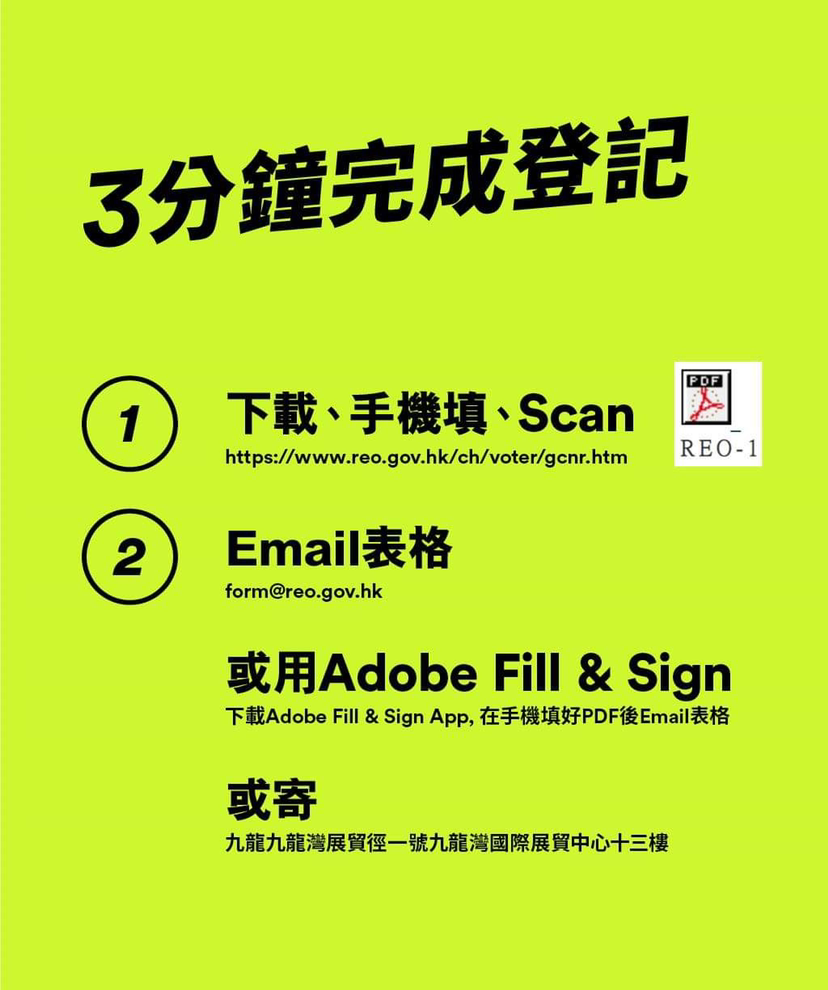 3分鐘完成登記
1
下載、手機填、Scan
https://www.reo.gov.hk/ch/voter/gcnr.htm
PDF
REO-1
2
Email表格
form@reo.gov.hk
或用Adobe Fill & Sign
下載Adobe Fill & Sign App, 在手機填好PDF後Email表格
或寄
九龍九龍灣展貿徑一號九龍灣國際展貿中心十三樓